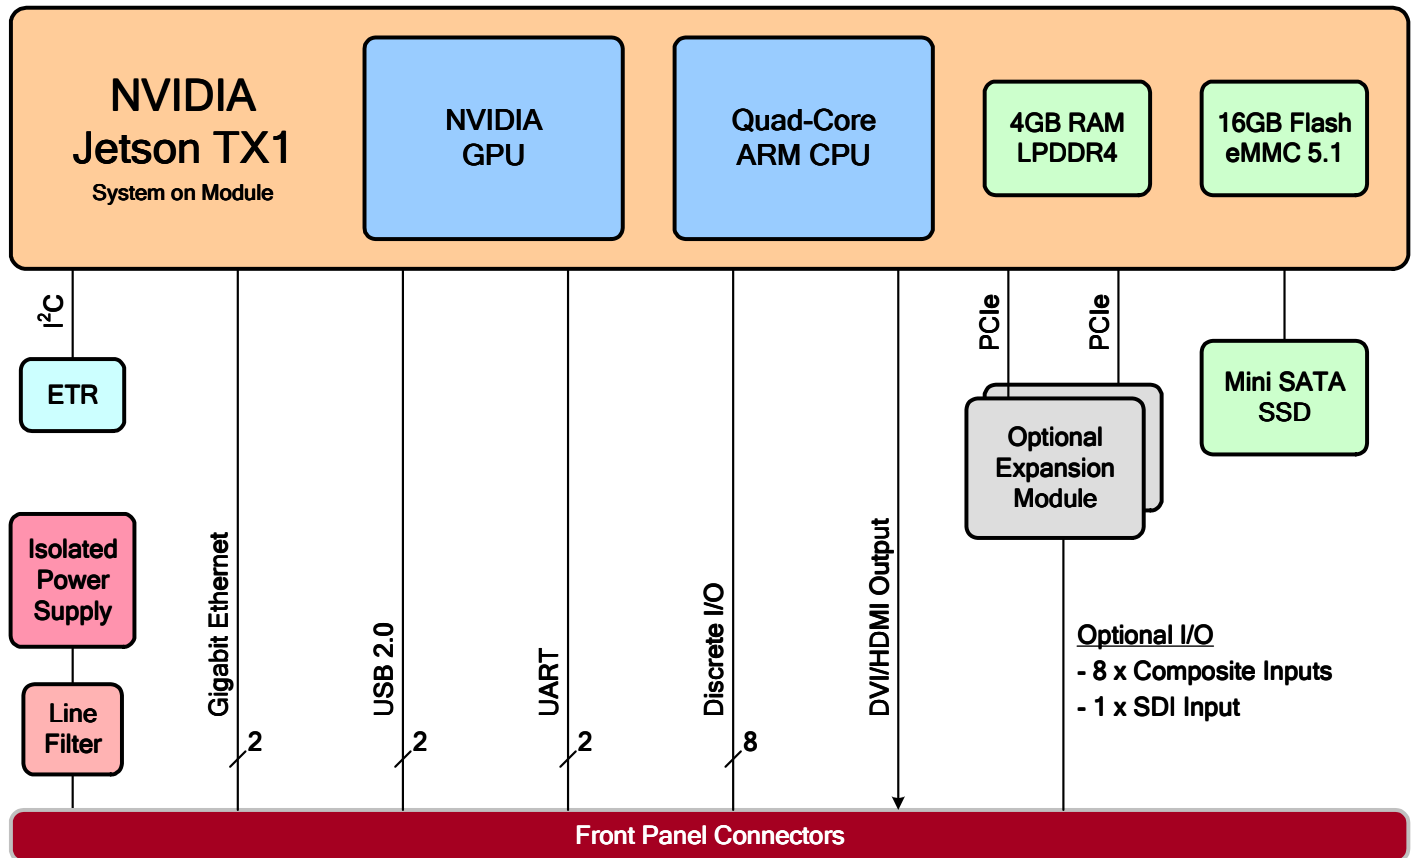 NVIDIA
Jetson TX1
System on Module
NVIDIA
GPU
Quad-Core
ARM CPU
4GB RAM
LPDDR4
16GB Flash
eMMC 5.1
I²C
PCIe
PCIe
ETR
Mini SATA
SSD
Optional
Expansion
Module
Isolated
Power
Supply
Gigabit Ethernet
USB 2.0
UART
Discrete I/O
DVI/HDMI Output
Optional I/O
- 8 x Composite Inputs
- 1 x SDI Input
Line
Filter
2
2
2
8
Front Panel Connectors